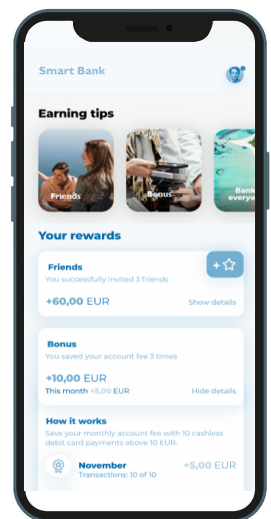 Smart Bank
Earning tips
Friends
Bonus
Bank
everyw
Your rewards
Friends
+
You successfully invited 3 friends
+60,00 EUR
Show details
Bonus
You saved your account fee 3 times
+10,00 EUR
This month +5,00 EUR
Hide details
How it works
Save your monthly account fee with 10 cashless
debit card payments above 10 EUR.
November
+5,00 EUR
Transactions: 10 of 10